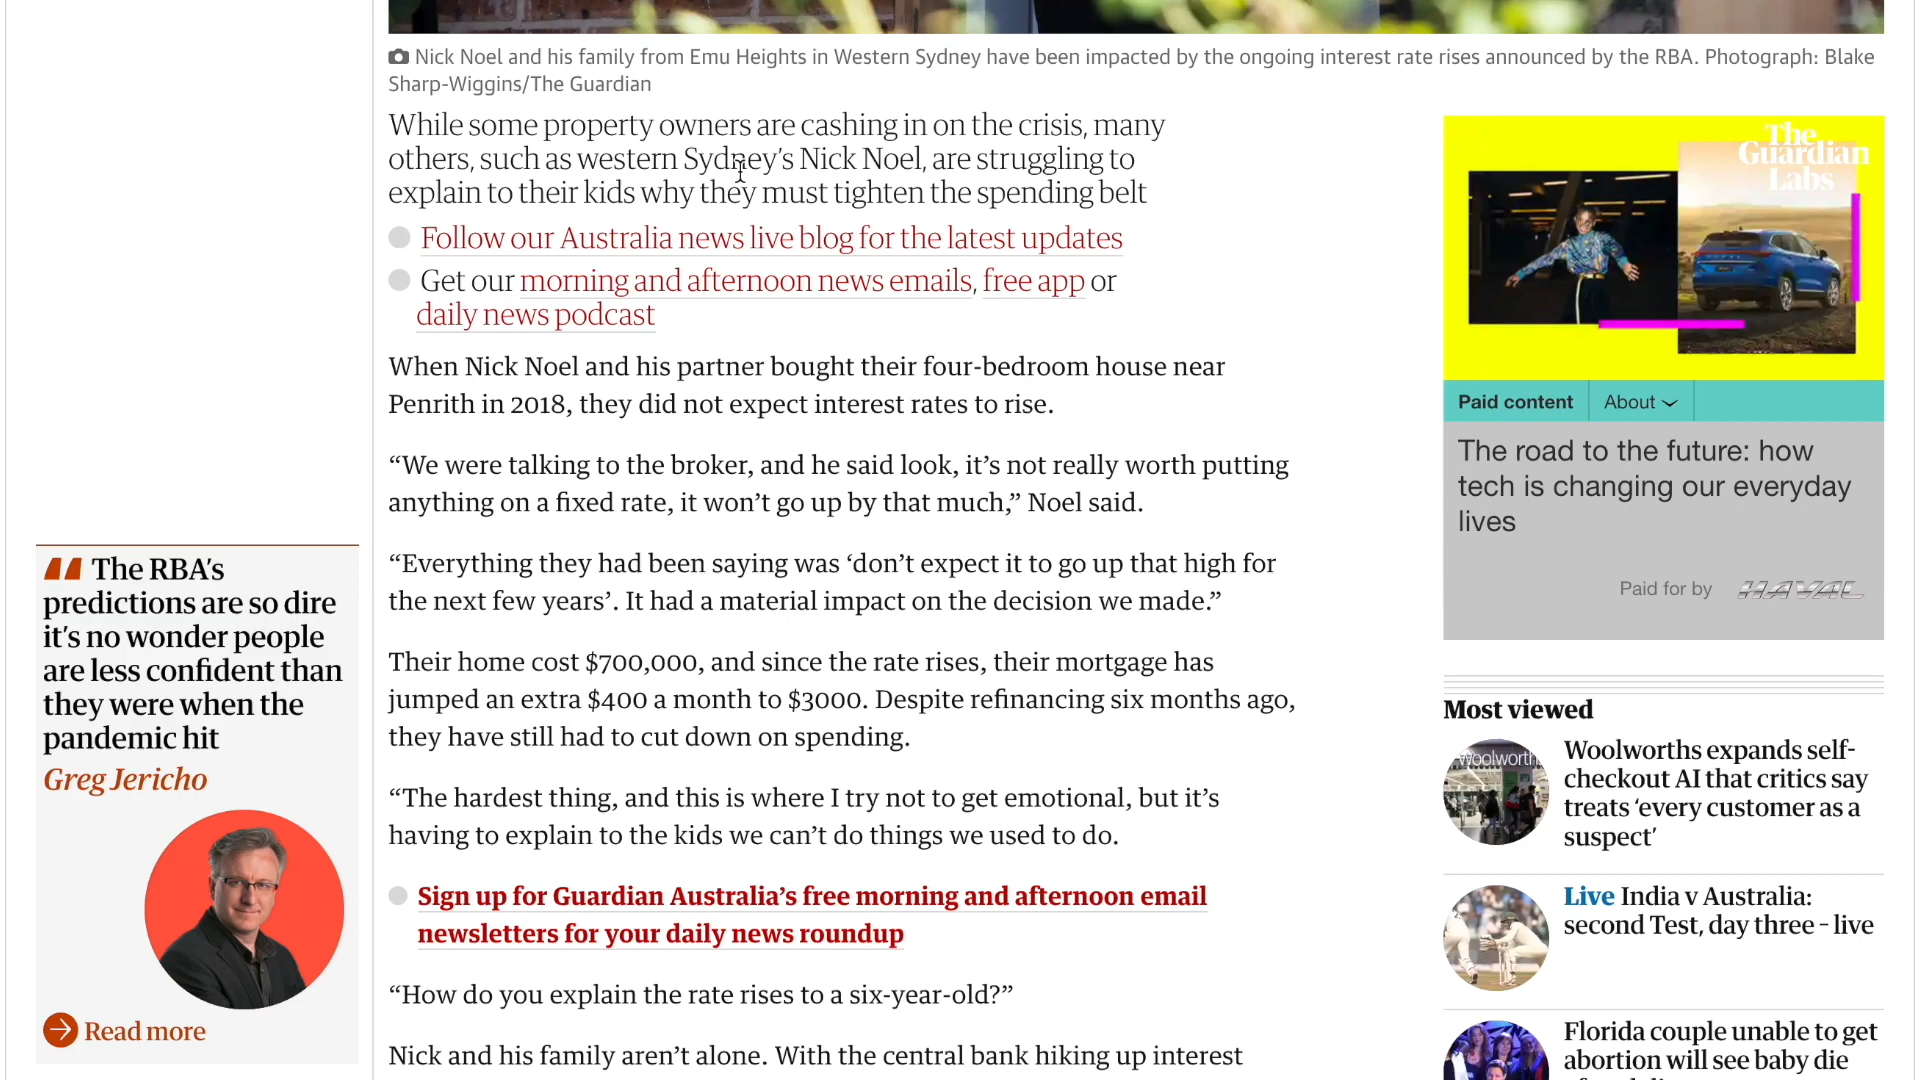 Nick Noel and his family from Emu Heights in Western Sydney have been impacted by the ongoing interest rate rises announced by the RBA. Photograph: Blake
Sharp-Wiggins/The Guardian
While some property owners are cashing in on the crisis, many
others, such as western Sydney’s Nick Noel, are struggling to
explain to their kids why they must tighten the spending belt
Follow our Australia news live blog for the latest updates
Get our morning and afternoon news emails, free app or
daily news podcast
When Nick Noel and his partner bought their four-bedroom house near
Penrith in 2018, they did not expect interest rates to rise.
“We were talking to the broker, and he said look, it’s not really worth putting
anything on a fixed rate, it won’t go up by that much,” Noel said.
“Everything they had been saying was ‘don’t expect it to go up that high for
the next few years’. It had a material impact on the decision we made.”
Their home cost $700,000, and since the rate rises, their mortgage has
jumped an extra $400 a month to $3000. Despite refinancing six months ago,
they have still had to cut down on spending.
“The hardest thing, and this is where I try not to get emotional, but it’s
having to explain to the kids we can’t do things we used to do.
Sign up for Guardian Australia’s free morning and afternoon email
newsletters for your daily news roundup
“How do you explain the rate rises to a six-year-old?”
Nick and his family aren’t alone. With the central bank hiking up interest
The RBA’s
predictions are so dire
it’s no wonder people
are less confident than
they were when the
pandemic hit
Greg Jericho
Read more
The
Guardian
Labs
Paid content
About
The road to the future: how
tech is changing our everyday
lives
Paid for by HAVAL
Most viewed
Woolworths expands self-
checkout AI that critics say
treats ‘every customer as a
suspect’
Live India v Australia:
second Test, day three – live
Florida couple unable to get
abortion will see baby die